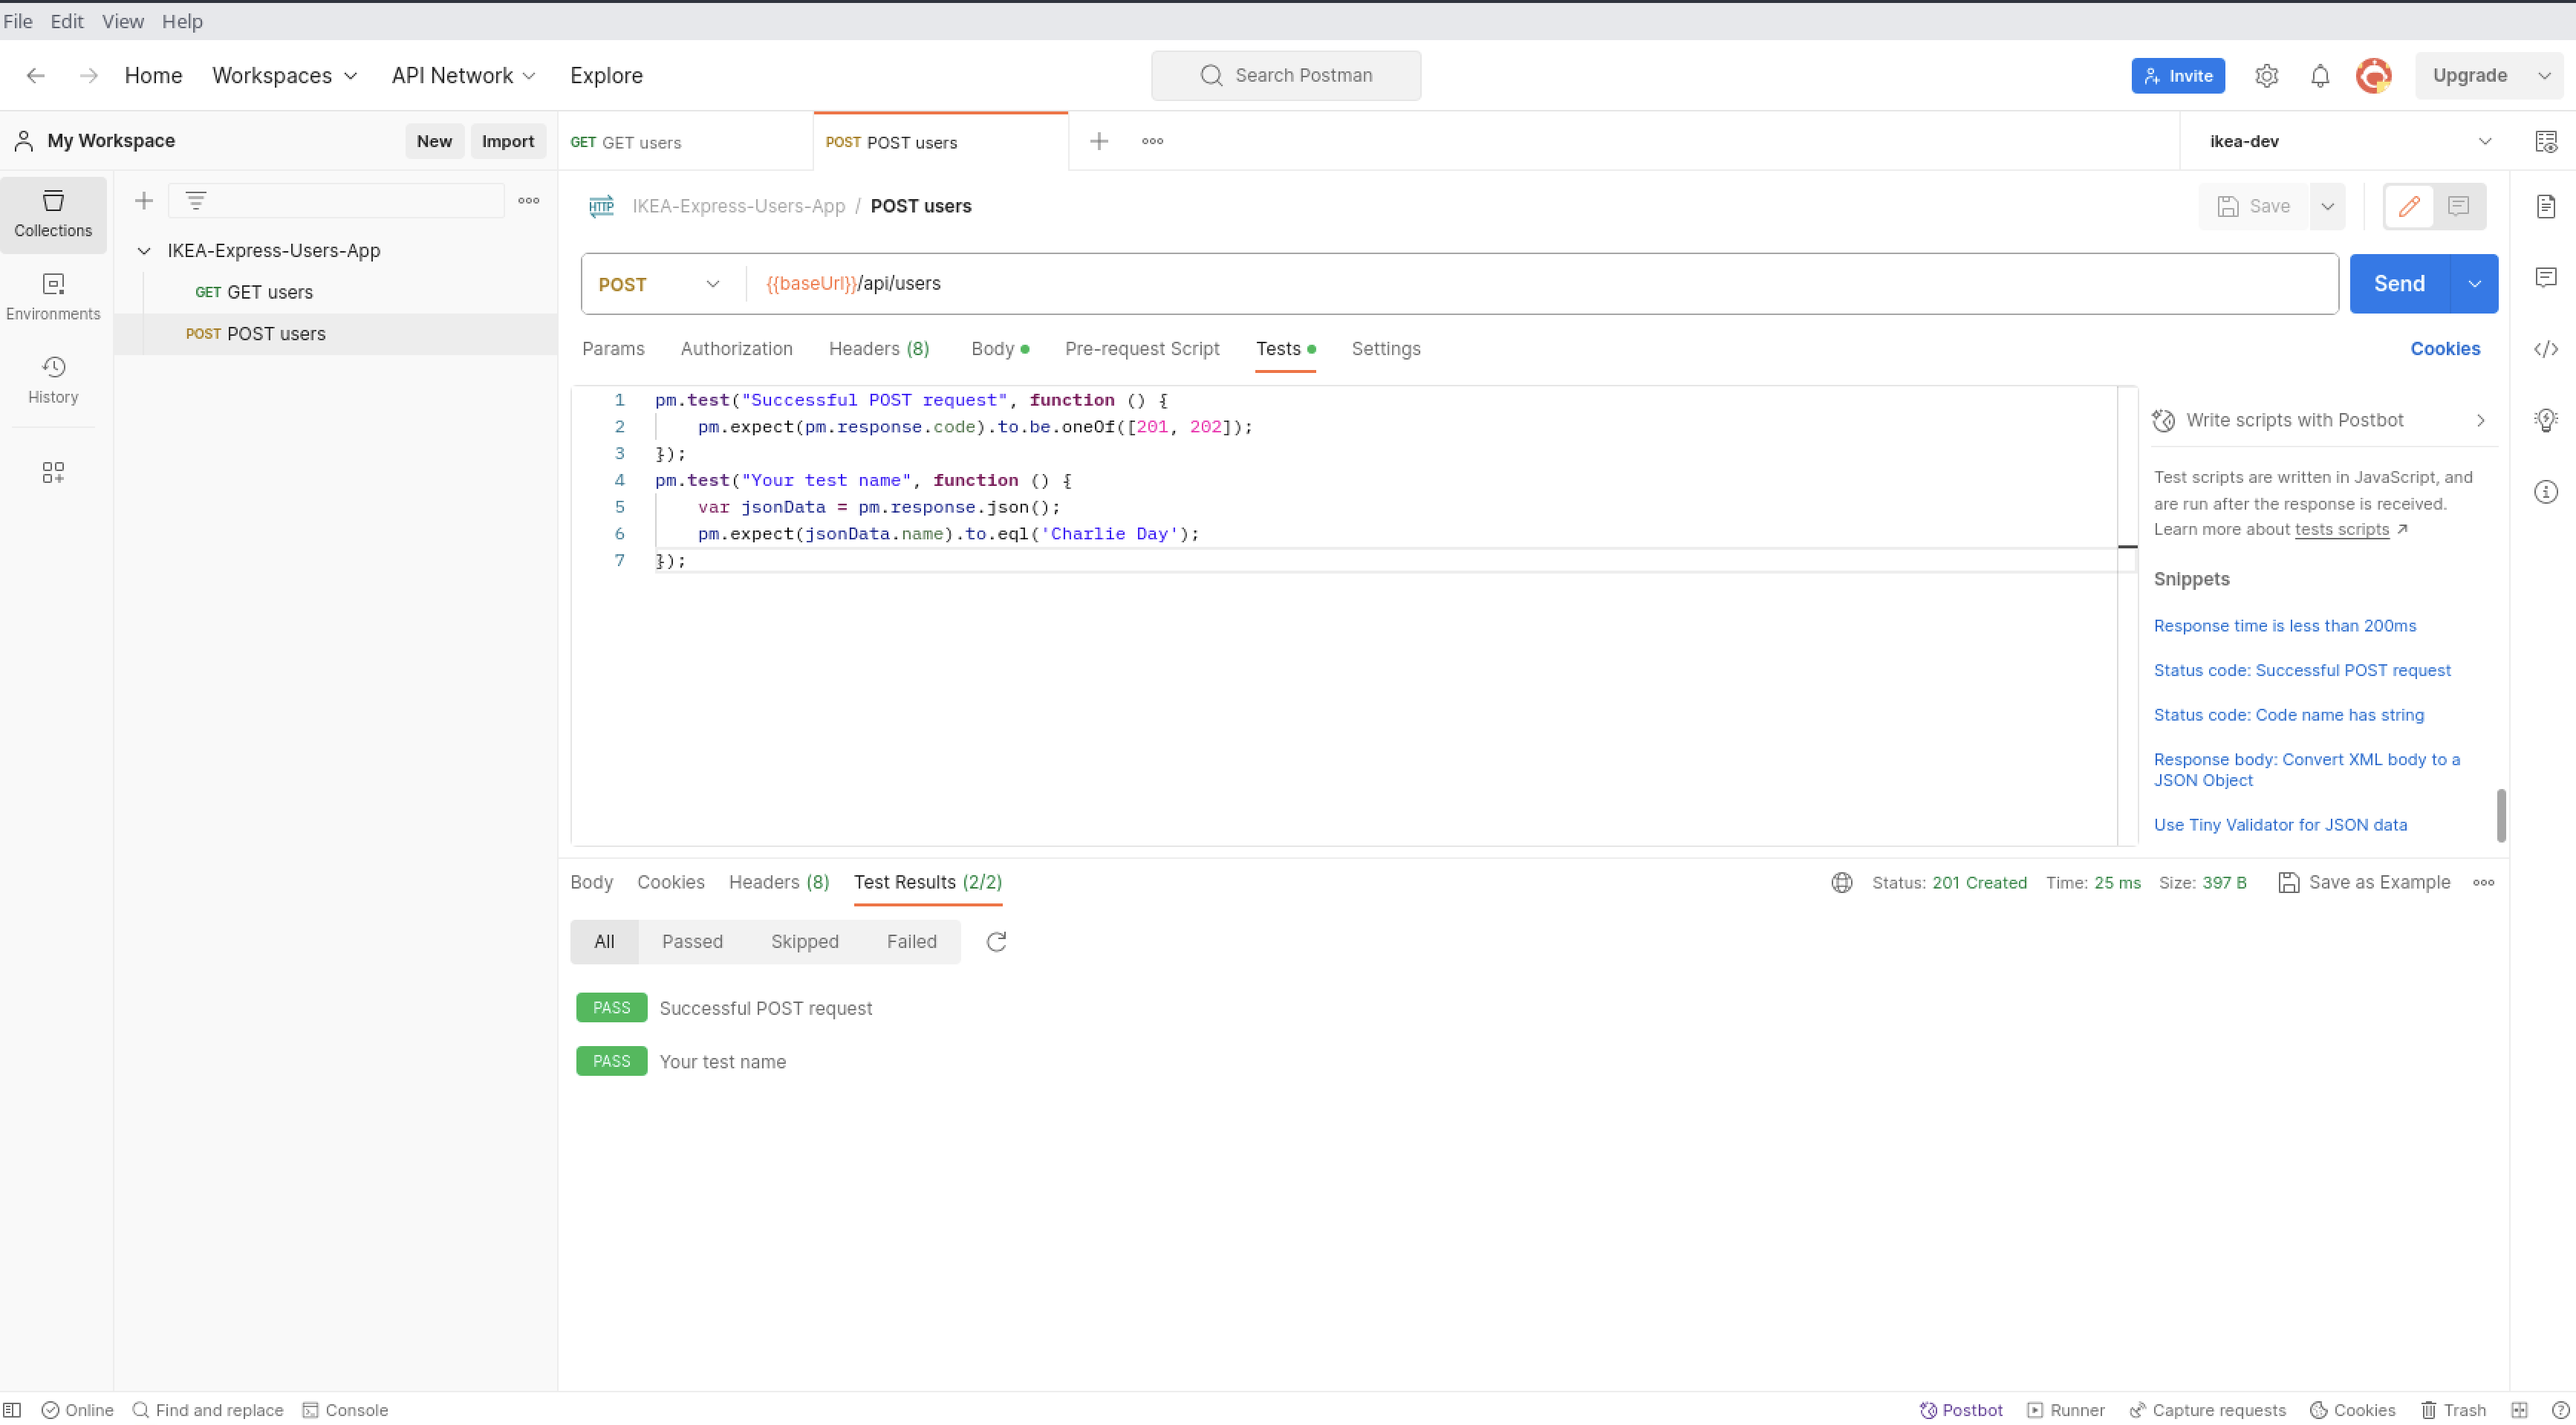 File Edit View Help
Home Workspaces API Network Explore Search Postman Invite Upgrade
My Workspace New Import GET GET users POST POST users ikea-dev
Collections
Environments
History
IKEA-Express-Users-App
GET GET users
POST POST users
HTTP IKEA-Express-Users-App / POST users Save
POST {{baseUrl}}/api/users Send
Params Authorization Headers (8) Body Pre-request Script Tests Settings Cookies
1 pm.test("Successful POST request", function () {
2 pm.expect(pm.response.code).to.be.oneOf([201, 202]);
3 });
4 pm.test("Your test name", function () {
5 var jsonData = pm.response.json();
6 pm.expect(jsonData.name).to.eql('Charlie Day');
7 });
Write scripts with Postbot
Test scripts are written in JavaScript, and
are run after the response is received.
Learn more about tests scripts
Snippets
Response time is less than 200ms
Status code: Successful POST request
Status code: Code name has string
Response body: Convert XML body to a
JSON Object
Use Tiny Validator for JSON data
Body Cookies Headers (8) Test Results (2/2) Status: 201 Created Time: 25 ms Size: 397 B Save as Example
All Passed Skipped Failed
PASS Successful POST request
PASS Your test name
Online Find and replace Console Postbot Runner Capture requests Cookies Trash